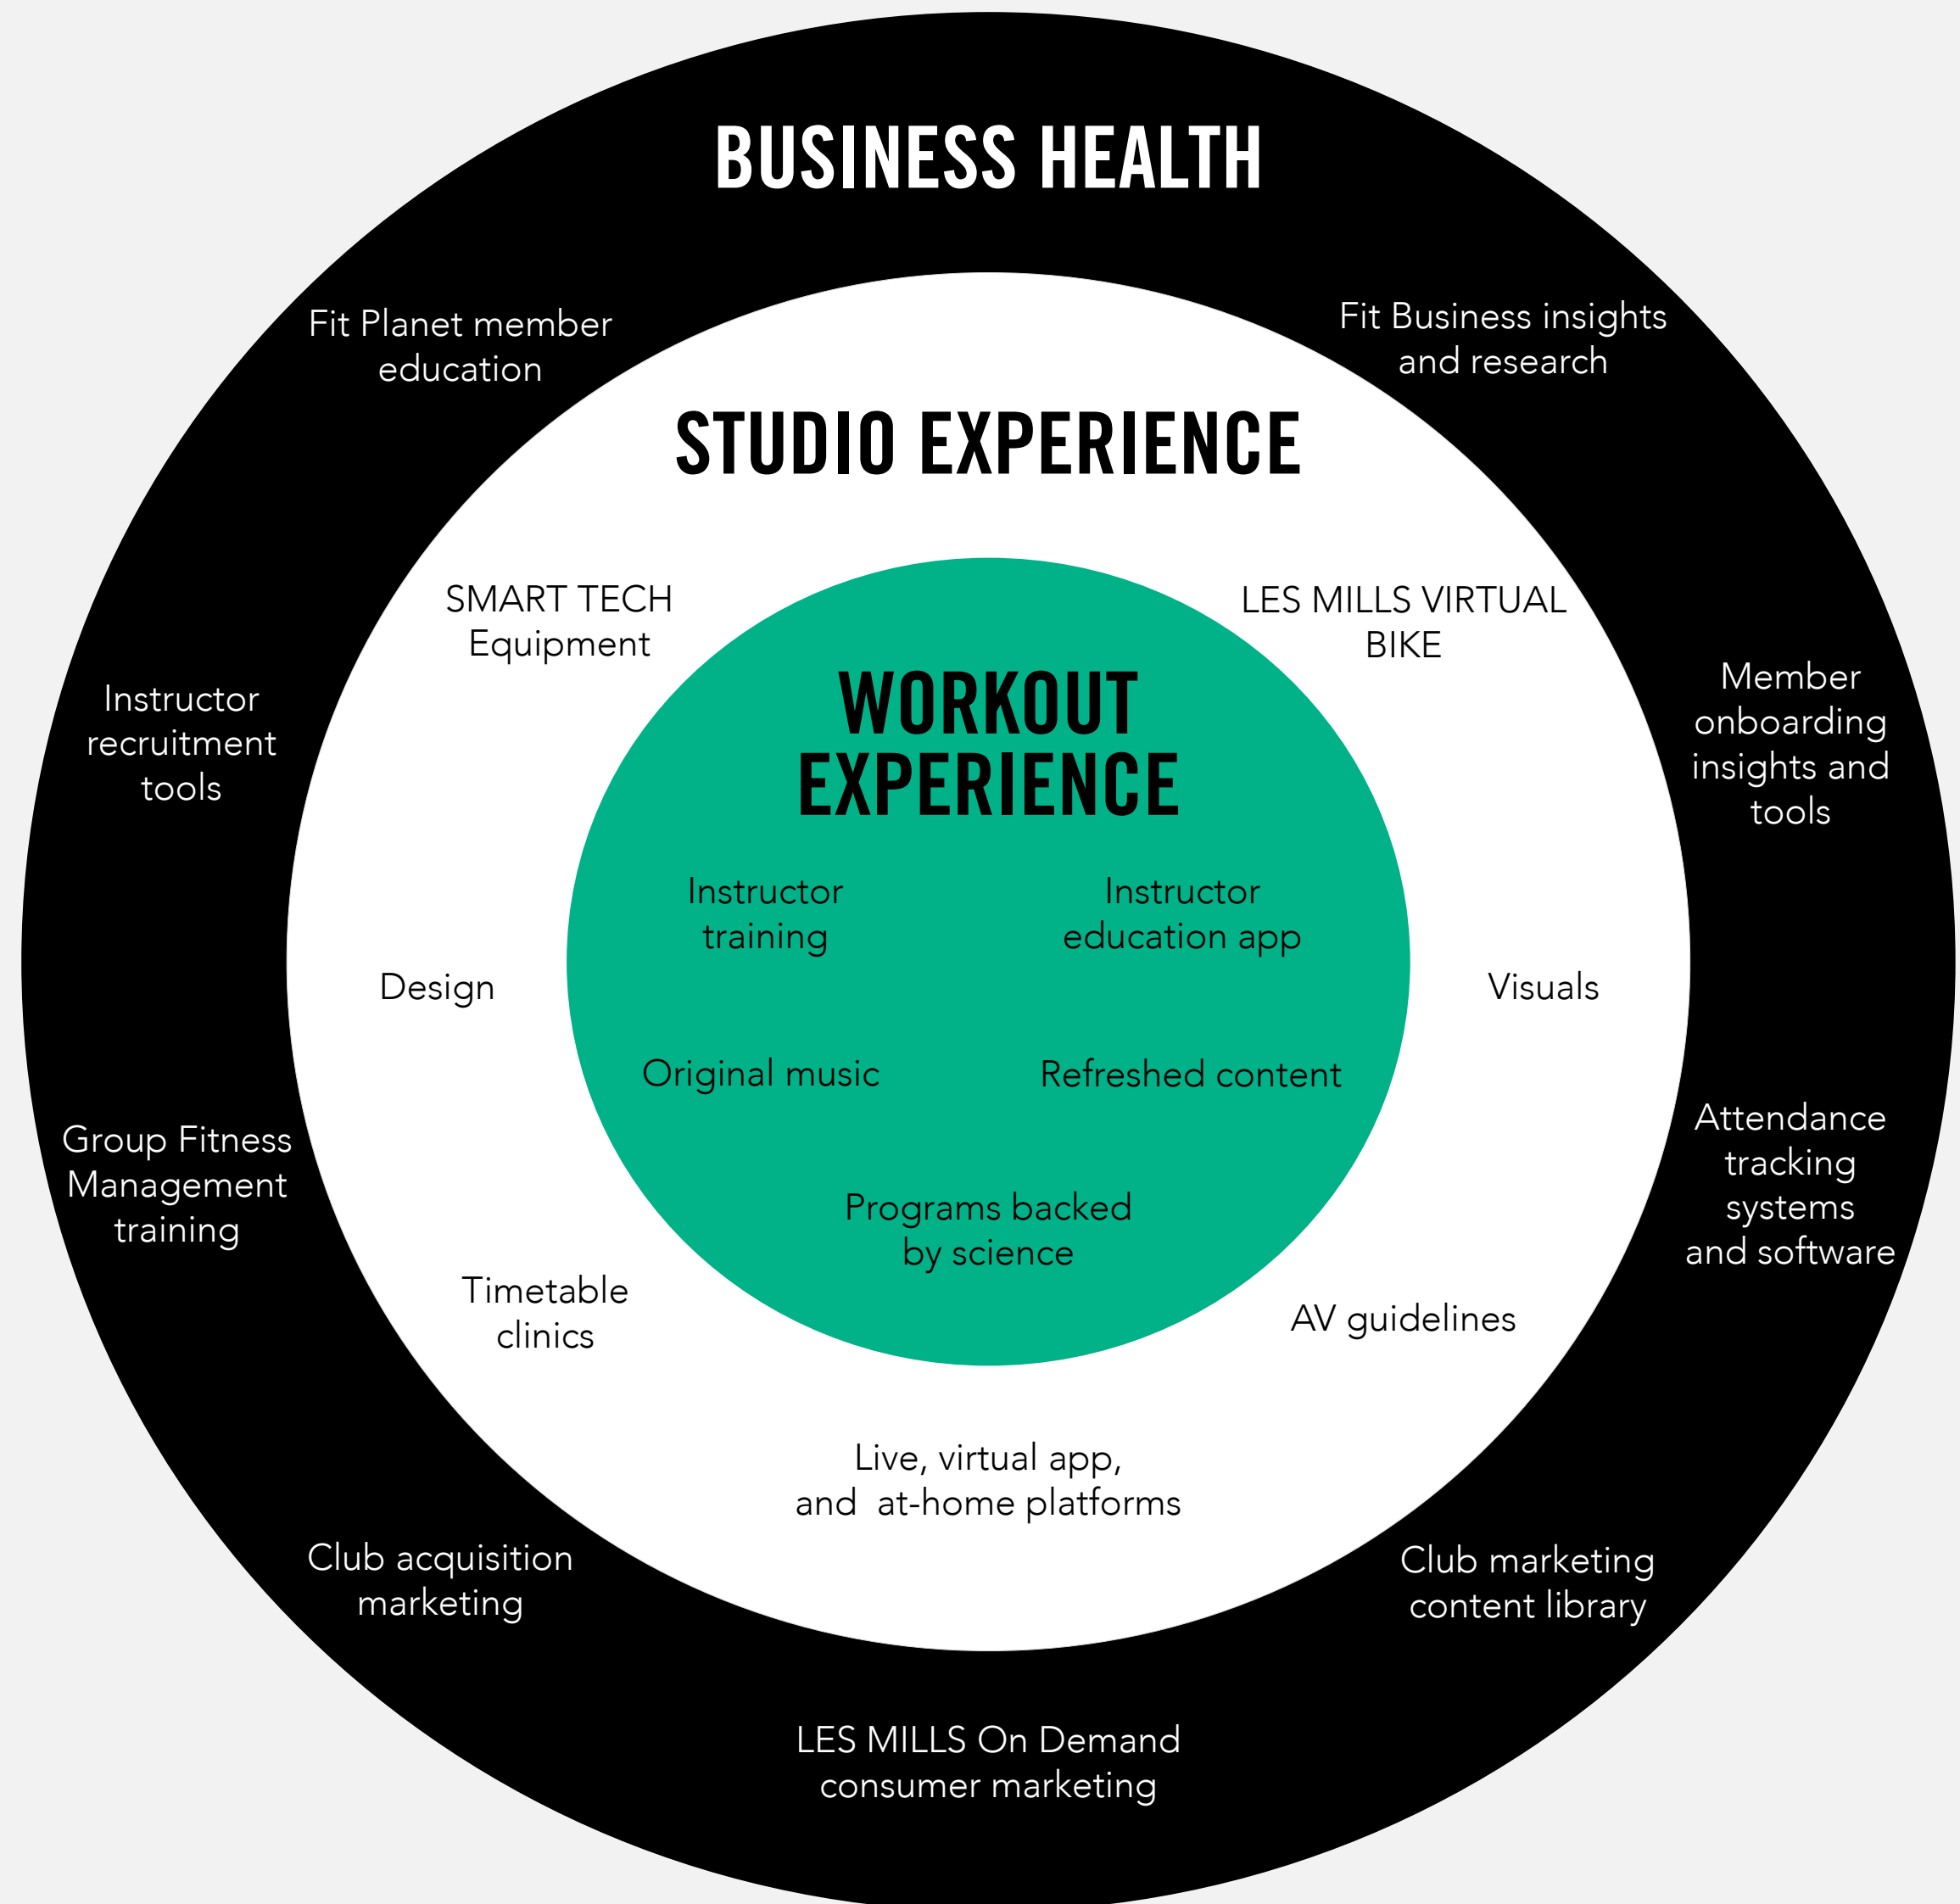 BUSINESS HEALTH
Fit Planet member
education
Fit Business insights
and research
Instructor
recruitment
tools
Member
onboarding
insights and
tools
Group Fitness
Management
training
Attendance
tracking
systems
and software
Club acquisition
marketing
Club marketing
content library
LES MILLS On Demand
consumer marketing
STUDIO EXPERIENCE
SMART TECH
Equipment
LES MILLS VIRTUAL
BIKE
Design
Visuals
Timetable
clinics
AV guidelines
Live, virtual app,
and at-home platforms
WORKOUT
EXPERIENCE
Instructor
training
Instructor
education app
Original music
Refreshed content
Programs backed
by science